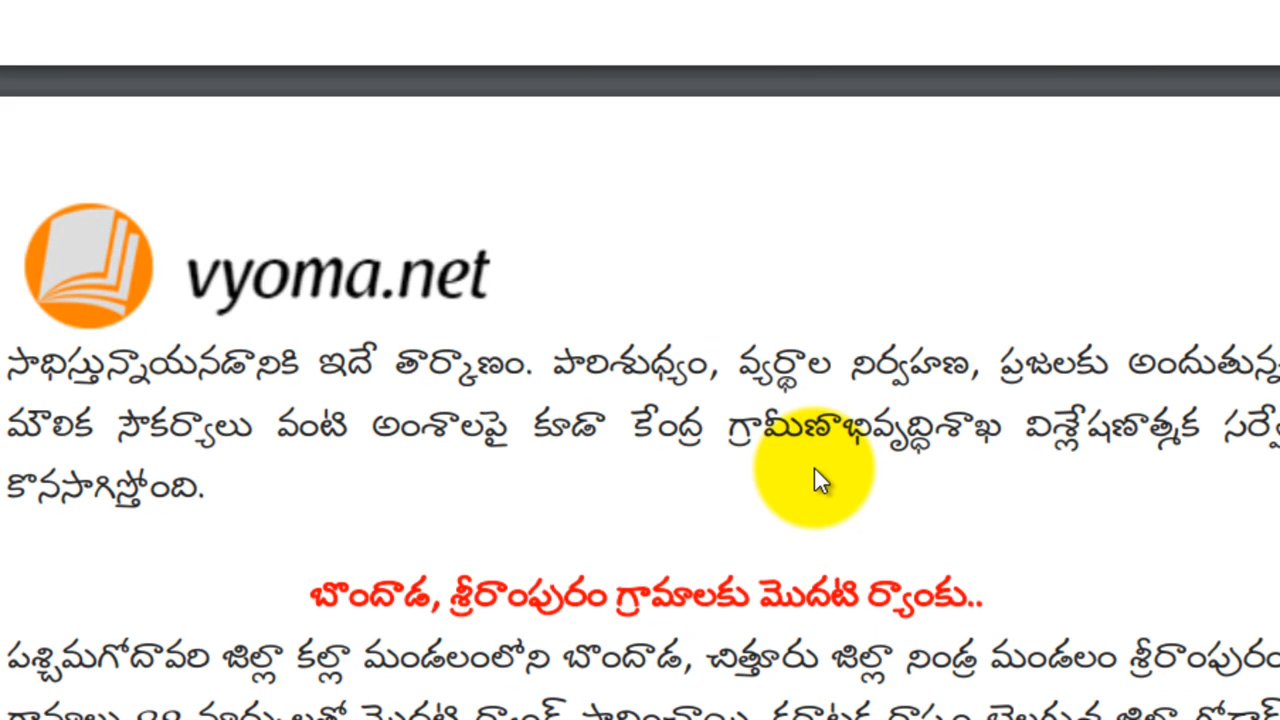 vyoma.net
సాధిస్తున్నాయనడానికి ఇదే తార్కాణం. పారిశుధ్యం, వ్యర్థాల నిర్వహణ, ప్రజలకు అందుతున్న
మౌలిక సౌకర్యాలు వంటి అంశాలపై కూడా కేంద్ర గ్రామీణాభివృద్ధిశాఖ విశ్లేషణాత్మక సర్వే
కొనసాగిస్తోంది.
బొందాడ, శ్రీరాంపురం గ్రామాలకు మొదటి ర్యాంకు..
పశ్చిమగోదావరి జిల్లా కల్లా మండలంలోని బొందాడ, చిత్తూరు జిల్లా నిండ్ర మండలం శ్రీరాంపురం